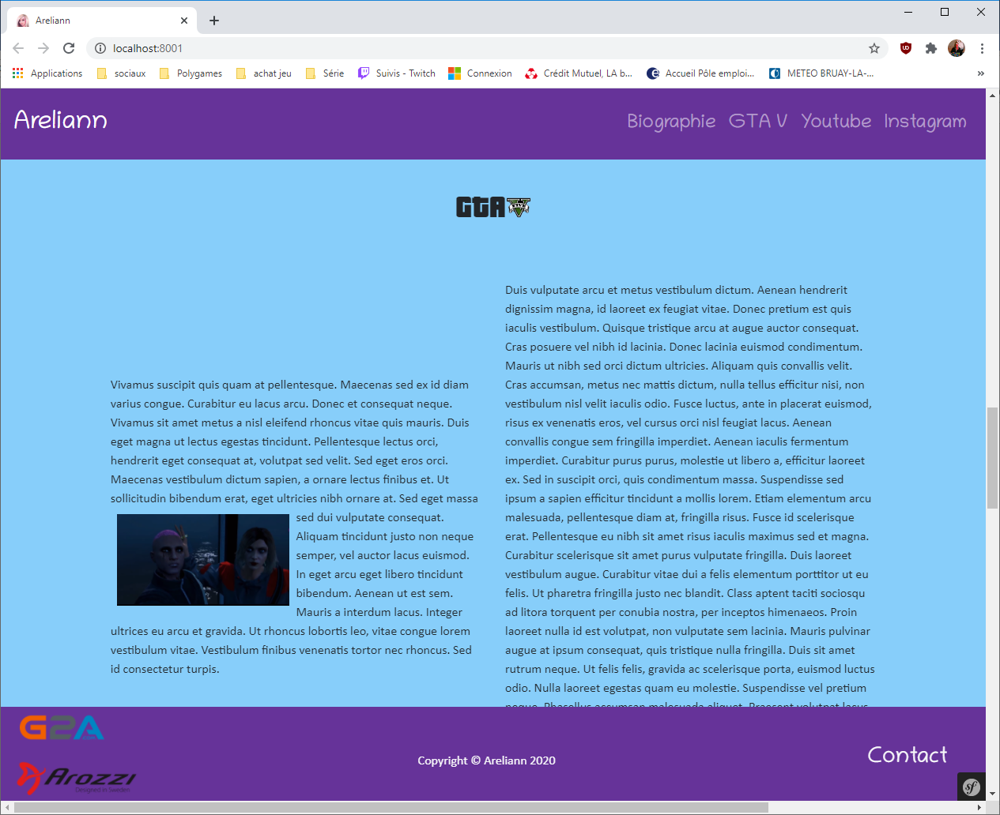 Areliann
localhost:8001
Applications sociaux Polygames achat jeu Série Suivis - Twitch Connexion Crédit Mutuel, LA b... Accueil Pôle emploi... METEO BRUAY-LA-... »
Areliann
Biographie GTA V Youtube Instagram
GTA V
FIVE
Vivamus suscipit quis quam at pellentesque. Maecenas sed ex id diam
varius congue. Curabitur eu lacus arcu. Donec et consequat neque.
Vivamus sit amet metus a nisl eleifend rhoncus vitae quis mauris. Duis
eget magna ut lectus egestas tincidunt. Pellentesque lectus orci,
hendrerit eget consequat at, volutpat sed velit. Sed eget eros orci.
Maecenas vestibulum dictum sapien, a ornare lectus finibus et. Ut
sollicitudin bibendum erat, eget ultricies nibh ornare at. Sed eget massa
sed dui vulputate consequat.
Aliquam tincidunt justo non neque
semper, vel auctor lacus euismod.
In eget arcu eget libero tincidunt
bibendum. Aenean ut est sem.
Mauris a interdum lacus. Integer
ultrices eu arcu et gravida. Ut rhoncus lobortis leo, vitae congue lorem
vestibulum vitae. Vestibulum finibus venenatis tortor nec rhoncus. Sed
id consectetur turpis.
Duis vulputate arcu et metus vestibulum dictum. Aenean hendrerit
dignissim magna, id laoreet ex feugiat vitae. Donec pretium est quis
iaculis vestibulum. Quisque tristique arcu at augue auctor consequat.
Cras posuere vel nibh id lacinia. Donec lacinia euismod condimentum.
Mauris ut nibh sed orci dictum ultricies. Aliquam quis convallis velit.
Cras accumsan, metus nec mattis dictum, nulla tellus efficitur nisi, non
vestibulum nisl velit iaculis odio. Fusce luctus, ante in placerat euismod,
risus ex venenatis eros, vel cursus orci nisl feugiat lacus. Aenean
convallis congue sem fringilla imperdiet. Aenean iaculis fermentum
imperdiet. Curabitur purus purus, molestie ut libero a, efficitur laoreet
ex. Sed in suscipit orci, quis condimentum massa. Suspendisse sed
ipsum a sapien efficitur tincidunt a mollis lorem. Etiam elementum arcu
malesuada, pellentesque diam at, fringilla risus. Fusce id scelerisque
erat. Pellentesque eu nibh sit amet risus iaculis maximus sed et magna.
Curabitur scelerisque sit amet purus vulputate fringilla. Duis laoreet
vestibulum augue. Curabitur vitae dui a felis elementum porttitor ut eu
felis. Ut pharetra fringilla justo nec blandit. Class aptent taciti sociosqu
ad litora torquent per conubia nostra, per inceptos himenaeos. Proin
laoreet nulla id est volutpat, non vulputate sem lacinia. Mauris pulvinar
augue at ipsum consequat, quis tristique nulla fringilla. Duis sit amet
rutrum neque. Ut felis felis, gravida ac scelerisque porta, euismod luctus
odio. Nulla laoreet egestas quam eu molestie. Suspendisse vel pretium
neque. Phasellus accumsan malesuada aliquet. Praesent volutpat lacus
G2A
.COM
Arozzi
Designed in Sweden
Copyright © Areliann 2020
Contact
sf